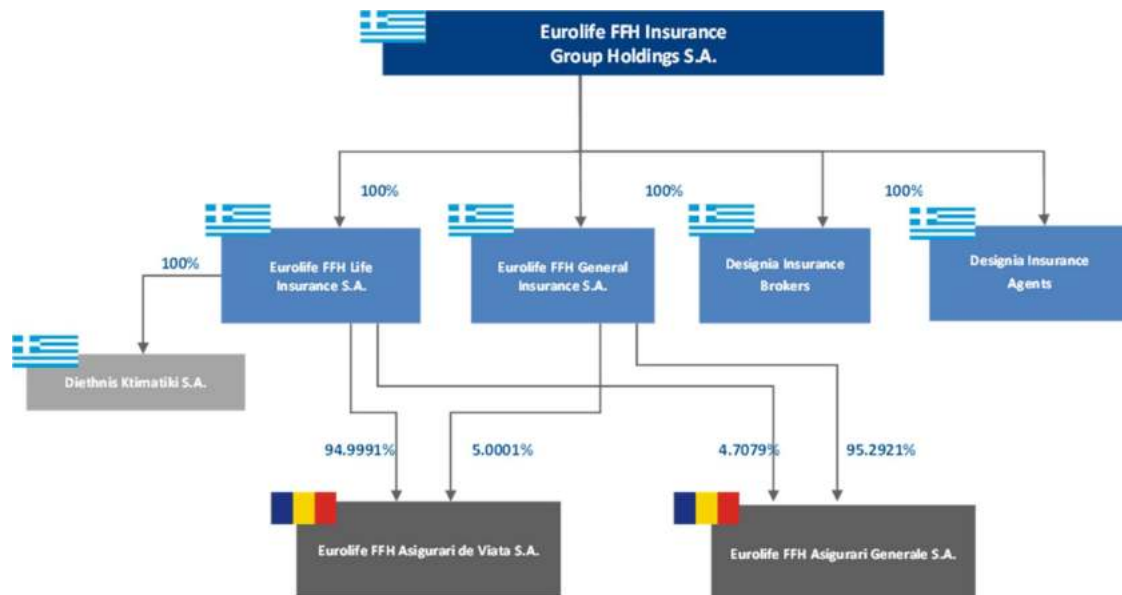 Eurolife FFH Insurance
Group Holdings S.A.
100%
100%
100%
Eurolife FFH Life
Insurance S.A.
Eurolife FFH General
Insurance S.A.
Designia Insurance
Brokers
Designia Insurance
Agents
100%
Diethnis Ktimatiki S.A.
94.9991%
5.0001%
4.7079%
95.2921%
Eurolife FFH Asigurari de Viata S.A.
Eurolife FFH Asigurari Generale S.A.